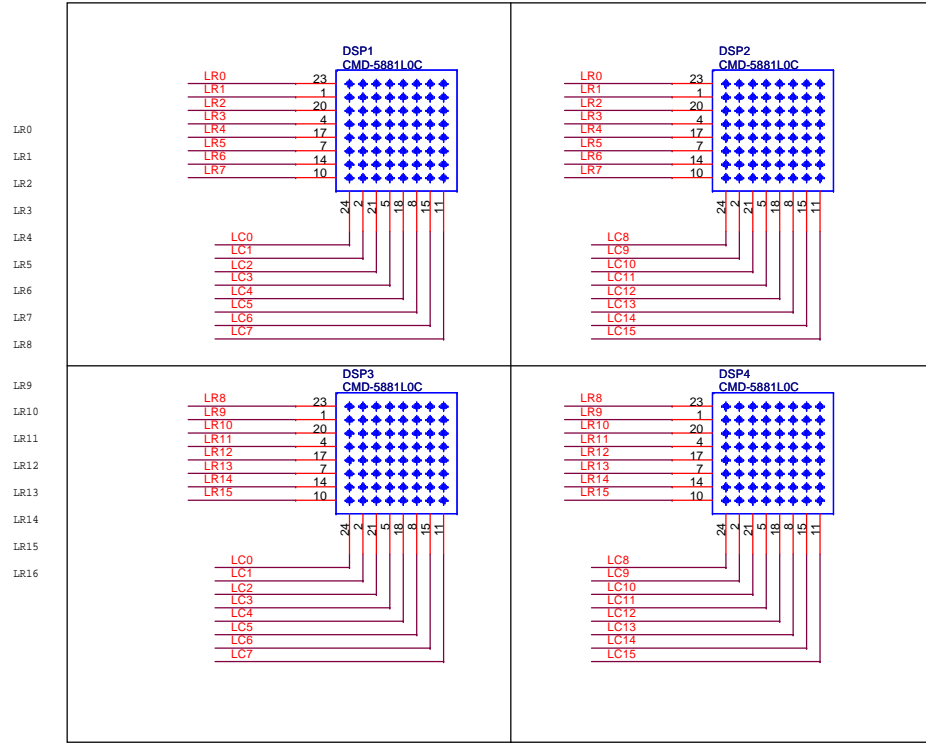 LR0
LR1
LR2
LR3
LR4
LR5
LR6
LR7
LR8
LR9
LR10
LR11
LR12
LR13
LR14
LR15
LR16
DSP1
CMD-5881L0C
LR0 23
LR1 1
LR2 20
LR3 4
LR4 17
LR5 7
LR6 14
LR7 10
24 2 21 5 18 8 15 11
LC0
LC1
LC2
LC3
LC4
LC5
LC6
LC7
DSP2
CMD-5881L0C
LR0 23
LR1 1
LR2 20
LR3 4
LR4 17
LR5 7
LR6 14
LR7 10
24 2 21 5 18 8 15 11
LC8
LC9
LC10
LC11
LC12
LC13
LC14
LC15
DSP3
CMD-5881L0C
LR8 23
LR9 1
LR10 20
LR11 4
LR12 17
LR13 7
LR14 14
LR15 10
24 2 21 5 18 8 15 11
LC0
LC1
LC2
LC3
LC4
LC5
LC6
LC7
DSP4
CMD-5881L0C
LR8 23
LR9 1
LR10 20
LR11 4
LR12 17
LR13 7
LR14 14
LR15 10
24 2 21 5 18 8 15 11
LC8
LC9
LC10
LC11
LC12
LC13
LC14
LC15